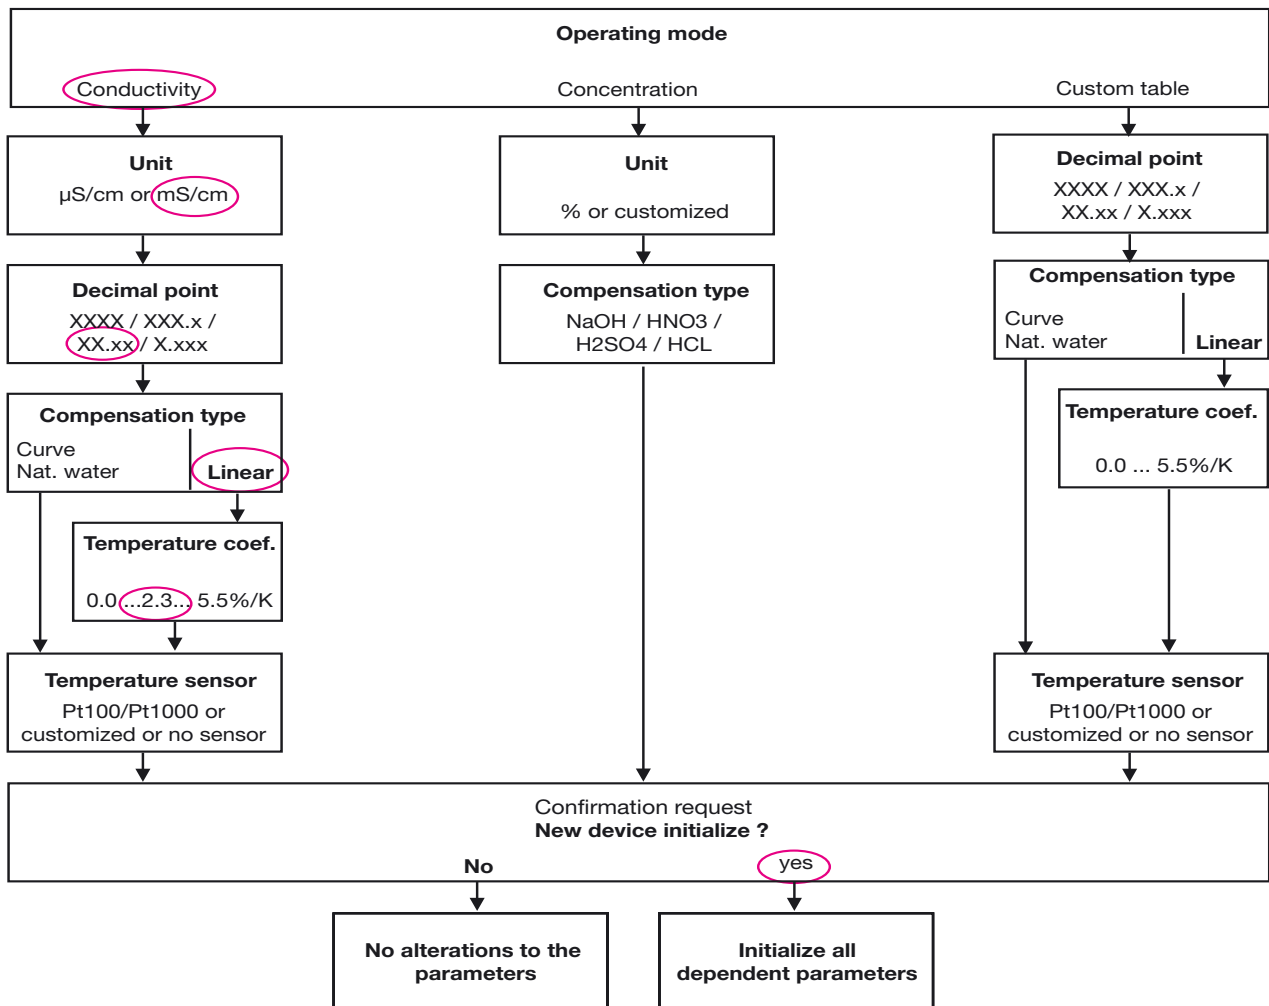 Operating mode
Conductivity
Concentration
Custom table
Unit
µS/cm or mS/cm
Decimal point
XXXX / XXX.x /
XX.xx / X.xxx
Compensation type
Curve
Nat. water
Linear
Temperature coef.
0.0 ...2.3... 5.5%/K
Temperature sensor
Pt100/Pt1000 or
customized or no sensor
Unit
% or customized
Compensation type
NaOH / HNO3 /
H2SO4 / HCL
Decimal point
XXXX / XXX.x /
XX.xx / X.xxx
Compensation type
Curve
Nat. water
Linear
Temperature coef.
0.0 ... 5.5%/K
Temperature sensor
Pt100/Pt1000 or
customized or no sensor
Confirmation request
New device initialize ?
No
yes
No alterations to the
parameters
Initialize all
dependent parameters